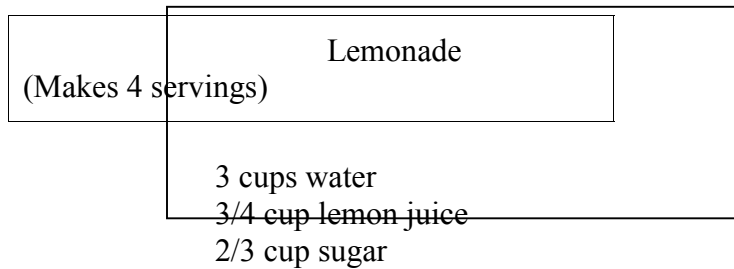 Lemonade
(Makes 4 servings)
3 cups water
3/4 cup lemon juice
2/3 cup sugar